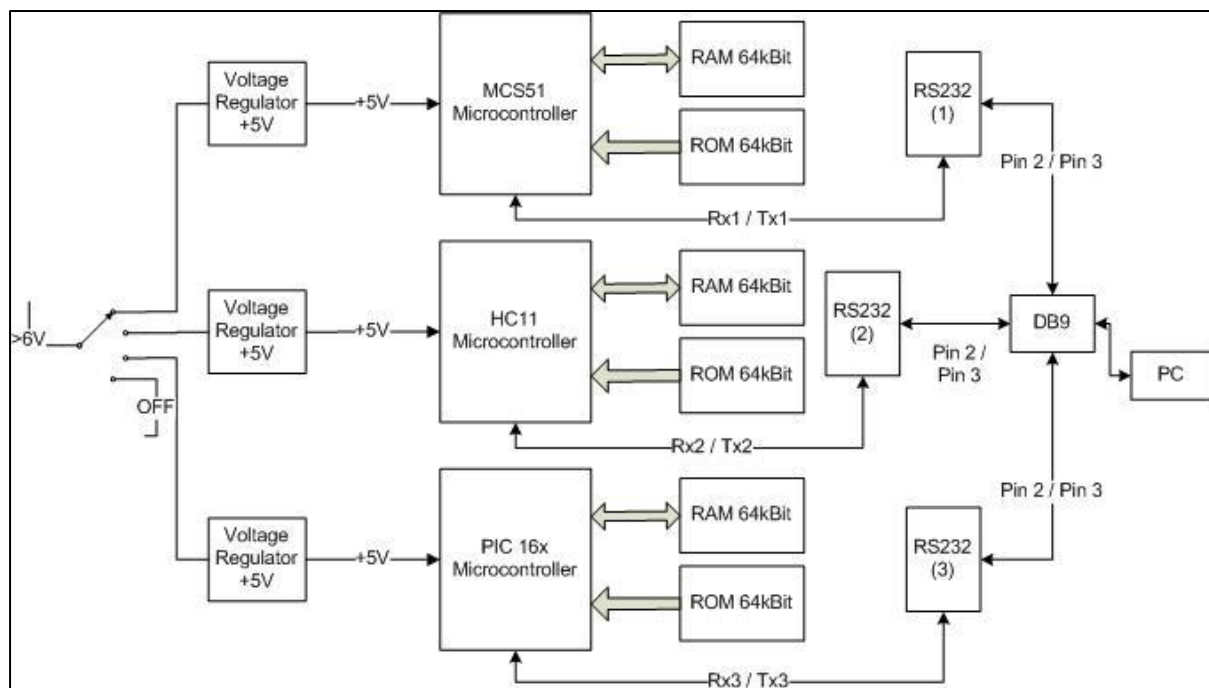 Voltage
Regulator
+5V
+5V
MCS51
Microcontroller
RAM 64kBit
ROM 64kBit
RS232
(1)
Pin 2 / Pin 3
Rx1 / Tx1
>6V
OFF
Voltage
Regulator
+5V
+5V
HC11
Microcontroller
RAM 64kBit
ROM 64kBit
RS232
(2)
Pin 2 /
Pin 3
DB9
PC
Rx2 / Tx2
Voltage
Regulator
+5V
+5V
PIC 16x
Microcontroller
RAM 64kBit
ROM 64kBit
Pin 2 / Pin 3
RS232
(3)
Rx3 / Tx3